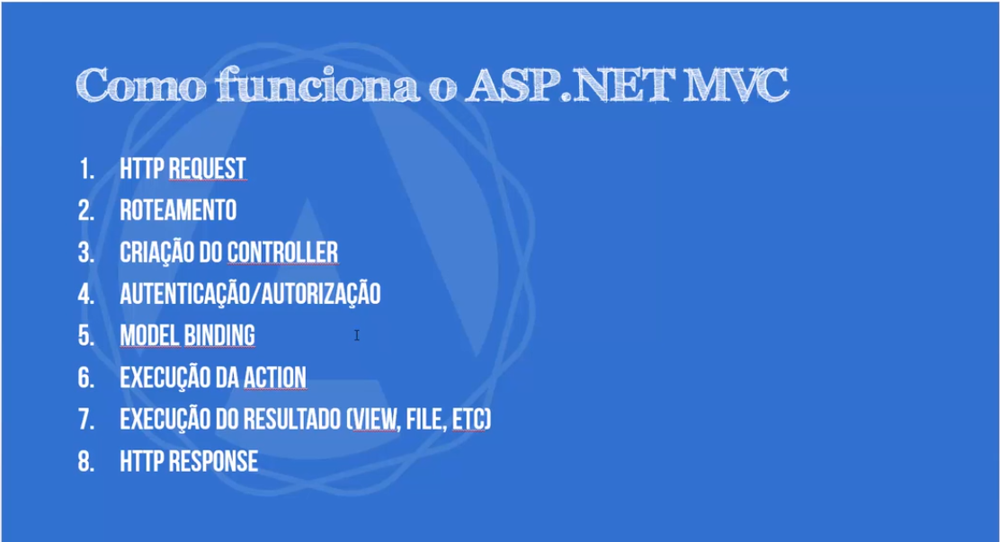 Como funciona o ASP.NET MVC
1. HTTP REQUEST
2. ROTEAMENTO
3. CRIAÇÃO DO CONTROLLER
4. AUTENTICAÇÃO/AUTORIZAÇÃO
5. MODEL BINDING
6. EXECUÇÃO DA ACTION
7. EXECUÇÃO DO RESULTADO (VIEW, FILE, ETC)
8. HTTP RESPONSE